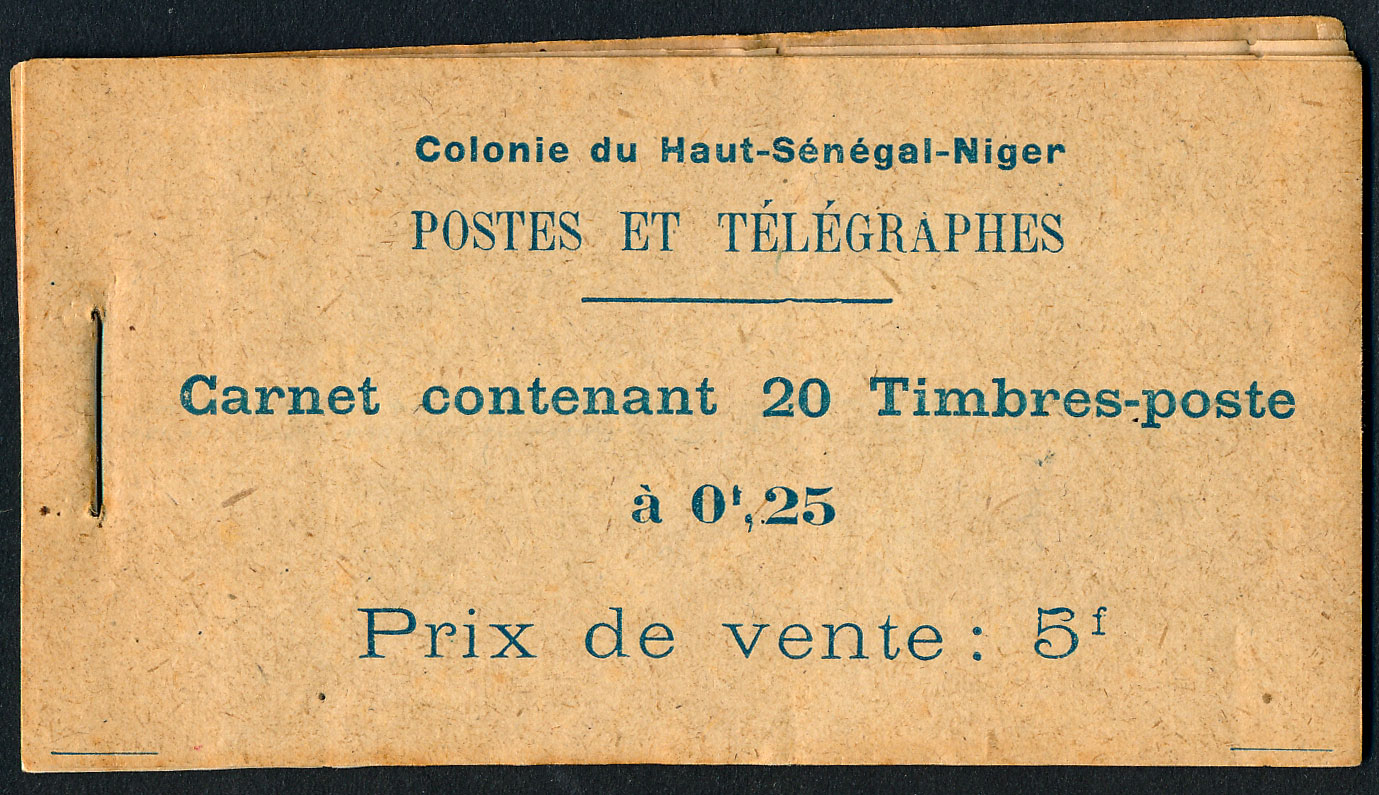 Colonie du Haut-Sénégal-Niger
POSTES ET TÉLÉGRAPHES
Carnet contenant 20 Timbres-poste
à 0f,25
Prix de vente : 5f